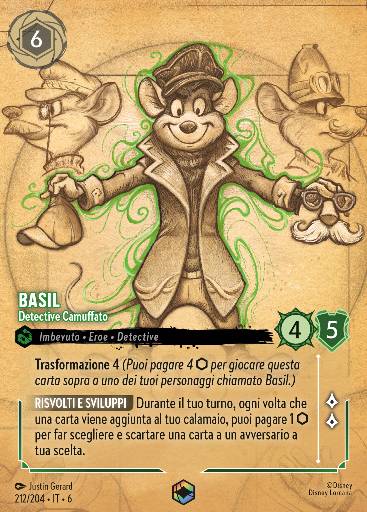 6
BASIL
Detective Camuffato
Imbevuto • Eroe • Detective
4
5
Trasformazione 4 (Puoi pagare 4 per giocare questa
carta sopra a uno dei tuoi personaggi chiamato Basil.)
RISVOLTI E SVILUPPI Durante il tuo turno, ogni volta che
una carta viene aggiunta al tuo calamaio, puoi pagare 1
per far scegliere e scartare una carta a un avversario a
tua scelta.
Justin Gerard
©Disney
212/204 • IT • 6
Disney Lorcana